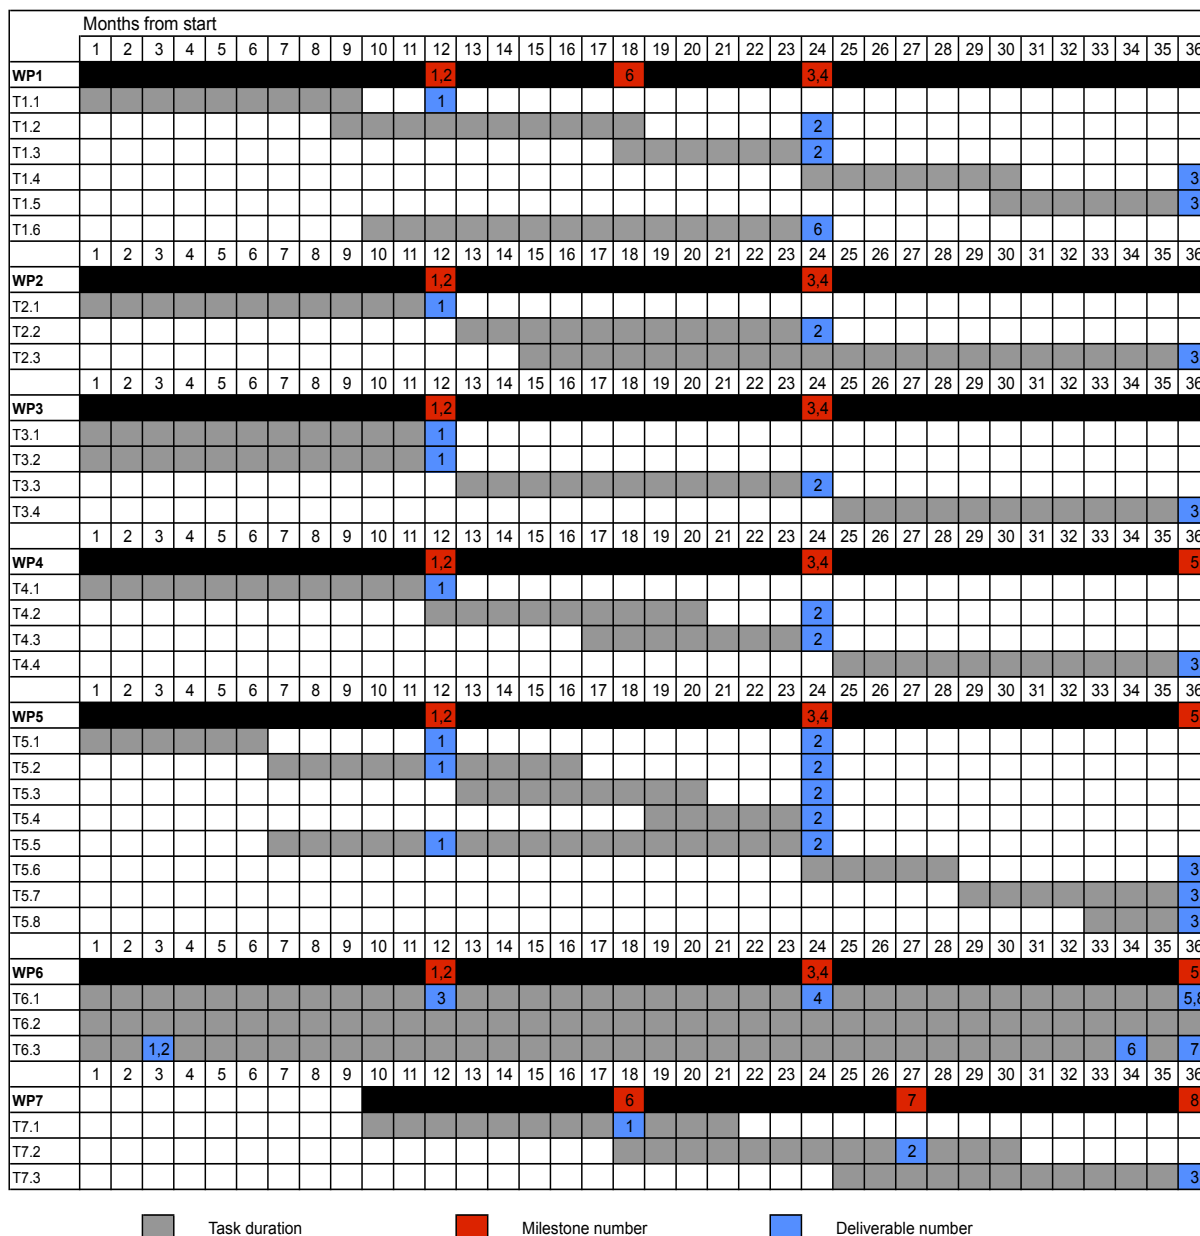 Months from start
1 2 3 4 5 6 7 8 9 10 11 12 13 14 15 16 17 18 19 20 21 22 23 24 25 26 27 28 29 30 31 32 33 34 35 36
WP1 1,2 6 3,4
T1.1 1
T1.2 2
T1.3 2
T1.4 3
T1.5 3
T1.6 6
1 2 3 4 5 6 7 8 9 10 11 12 13 14 15 16 17 18 19 20 21 22 23 24 25 26 27 28 29 30 31 32 33 34 35 36
WP2 1,2 3,4
T2.1 1
T2.2 2
T2.3 3
1 2 3 4 5 6 7 8 9 10 11 12 13 14 15 16 17 18 19 20 21 22 23 24 25 26 27 28 29 30 31 32 33 34 35 36
WP3 1,2 3,4
T3.1 1
T3.2 1
T3.3 2
T3.4 3
1 2 3 4 5 6 7 8 9 10 11 12 13 14 15 16 17 18 19 20 21 22 23 24 25 26 27 28 29 30 31 32 33 34 35 36
WP4 1,2 3,4 5
T4.1 1
T4.2 2
T4.3 2
T4.4 3
1 2 3 4 5 6 7 8 9 10 11 12 13 14 15 16 17 18 19 20 21 22 23 24 25 26 27 28 29 30 31 32 33 34 35 36
WP5 1,2 3,4 5
T5.1 1 2
T5.2 1 2
T5.3 2
T5.4 2
T5.5 1 2
T5.6 3
T5.7 3
T5.8 3
1 2 3 4 5 6 7 8 9 10 11 12 13 14 15 16 17 18 19 20 21 22 23 24 25 26 27 28 29 30 31 32 33 34 35 36
WP6 1,2 3,4 5
T6.1 3 4 5,8
T6.2
T6.3 1,2 6 7
1 2 3 4 5 6 7 8 9 10 11 12 13 14 15 16 17 18 19 20 21 22 23 24 25 26 27 28 29 30 31 32 33 34 35 36
WP7 6 7 8
T7.1 1
T7.2 2
T7.3 3
Task duration Milestone number Deliverable number